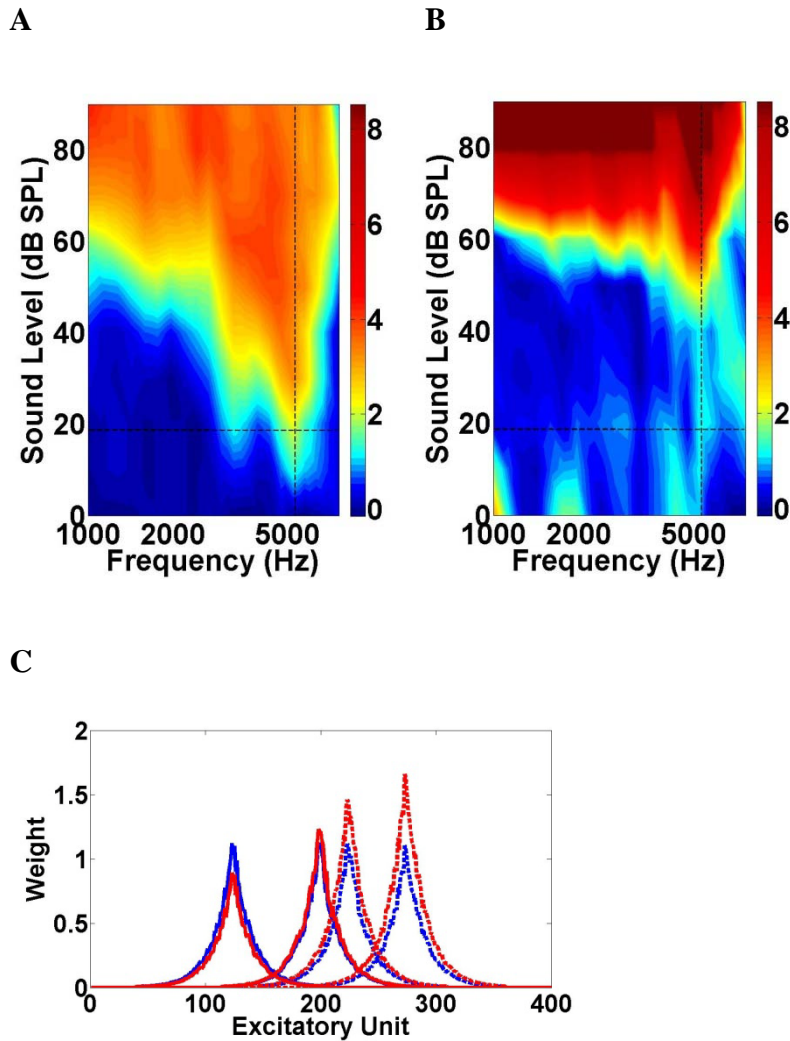 A
B
80
60
40
20
0
Sound Level (dB SPL)
1000 2000 5000
Frequency (Hz)
8
6
4
2
0
80
60
40
20
0
Sound Level (dB SPL)
1000 2000 5000
Frequency (Hz)
8
6
4
2
0
C
2
1.5
1
0.5
0
Weight
0 100 200 300 400
Excitatory Unit